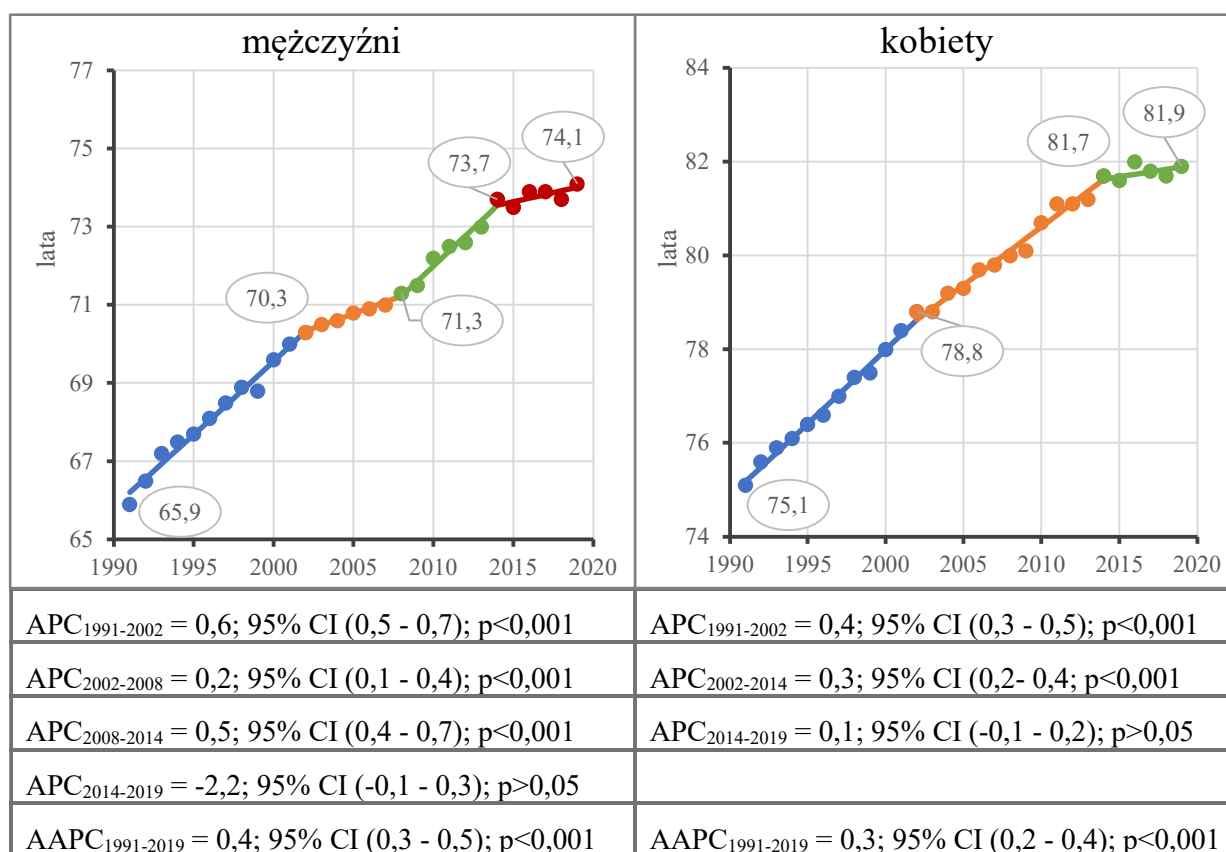 mężczyźni
77
75
73
71
69
67
65
lata
65,9
70,3
71,3
73,7
74,1
1990 1995 2000 2005 2010 2015 2020
kobiety
84
82
80
78
76
74
lata
75,1
78,8
81,7
81,9
1990 1995 2000 2005 2010 2015 2020
APC1991-2002 = 0,6; 95% CI (0,5 - 0,7); p<0,001
APC1991-2002 = 0,4; 95% CI (0,3 - 0,5); p<0,001
APC2002-2008 = 0,2; 95% CI (0,1 - 0,4); p<0,001
APC2002-2014 = 0,3; 95% CI (0,2- 0,4; p<0,001
APC2008-2014 = 0,5; 95% CI (0,4 - 0,7); p<0,001
APC2014-2019 = 0,1; 95% CI (-0,1 - 0,2); p>0,05
APC2014-2019 = -2,2; 95% CI (-0,1 - 0,3); p>0,05
AAPC1991-2019 = 0,4; 95% CI (0,3 - 0,5); p<0,001
AAPC1991-2019 = 0,3; 95% CI (0,2 - 0,4); p<0,001